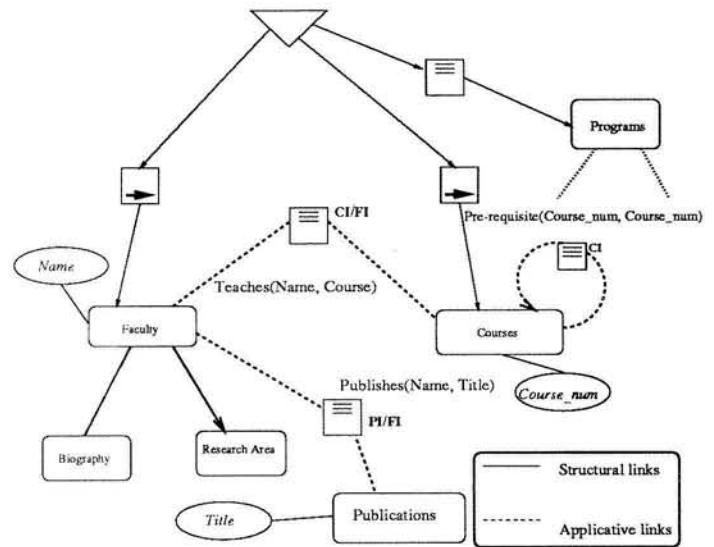 Programs
CI/FI
Pre-requisite(Course_num, Course_num)
CI
Name
Teaches(Name, Course)
Faculty
Courses
Publishes(Name, Title)
Course_num
PI/FI
Biography
Research Area
Structural links
Title
Publications
Applicative links